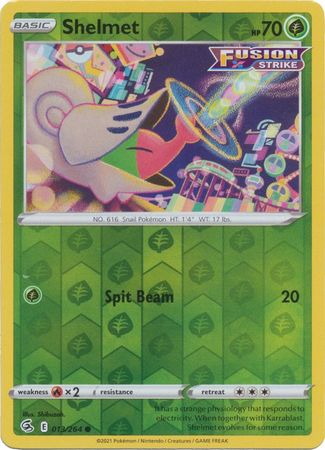 BASIC
Shelmet
HP 70
FUSION
STRIKE
NO. 616 Snail Pokémon HT: 1'4" WT: 17 lbs.
Spit Beam 20
weakness ×2 resistance retreat
Illus. Shibuzoh.
E 013/264
It has a strange physiology that responds to
electricity. When together with Karrablast,
Shelmet evolves for some reason.
©2021 Pokémon / Nintendo / Creatures / GAME FREAK